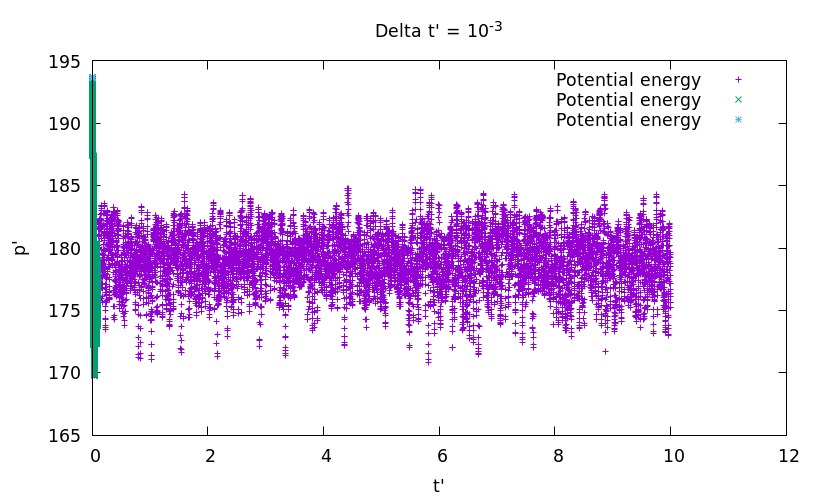 Delta t' = 10-3
195
190
185
180
175
170
165
p'
Potential energy
Potential energy
Potential energy
0 2 4 6 8 10 12
t'